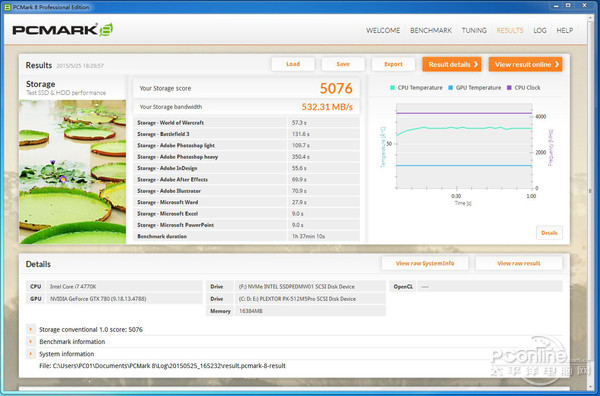 PCMark 8 Professional Edition
PCMARK 8
WELCOME BENCHMARK TUNING RESULTS LOG HELP
Results 2015/5/25 18:29:57
Load Save Export Result details View result online
Storage
Test SSD & HDD performance
Your Storage score 5076
Your Storage bandwidth 532.31 MB/s
Storage - World of Warcraft 57.3 s
Storage - Battlefield 3 131.6 s
Storage - Adobe Photoshop light 109.7 s
Storage - Adobe Photoshop heavy 350.4 s
Storage - Adobe InDesign 55.6 s
Storage - Adobe After Effects 69.9 s
Storage - Adobe Illustrator 70.9 s
Storage - Microsoft Word 27.9 s
Storage - Microsoft Excel 9.0 s
Storage - Microsoft PowerPoint 9.0 s
Benchmark duration 1h 37min 10s
CPU Temperature GPU Temperature CPU Clock
50
4000
2000
0
0:30 1:00
Time [s]
Details
Details
View raw SystemInfo View raw result
CPU Intel Core i7 4770K
GPU NVIDIA GeForce GTX 780 (9.18.13.4788)
Drive (F:) NVMe INTEL SSDPEDMW01 SCSI Disk Device
Drive (C: D: E:) PLEXTOR PX-512M5Pro SCSI Disk Device
Memory 16384MB
OpenCL ----
Storage conventional 1.0 score: 5076
Benchmark information
System information
File: C:\Users\PC01\Documents\PCMark 8\Log\20150525_165232\result.pcmark-8-result
PConline
太平洋电脑网